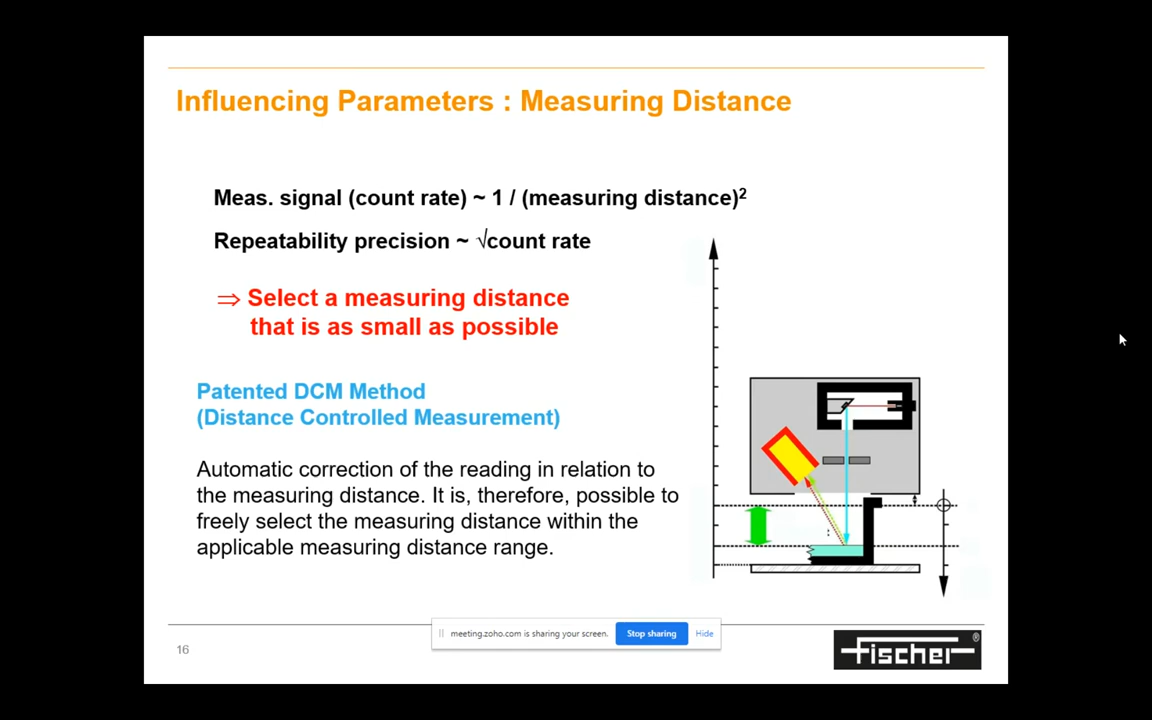 Influencing Parameters : Measuring Distance
Meas. signal (count rate) ~ 1 / (measuring distance)²
Repeatability precision ~ √count rate
⇒ Select a measuring distance
that is as small as possible
Patented DCM Method
(Distance Controlled Measurement)
Automatic correction of the reading in relation to
the measuring distance. It is, therefore, possible to
freely select the measuring distance within the
applicable measuring distance range.
meeting.zoho.com is sharing your screen. Stop sharing Hide
16
fischer®